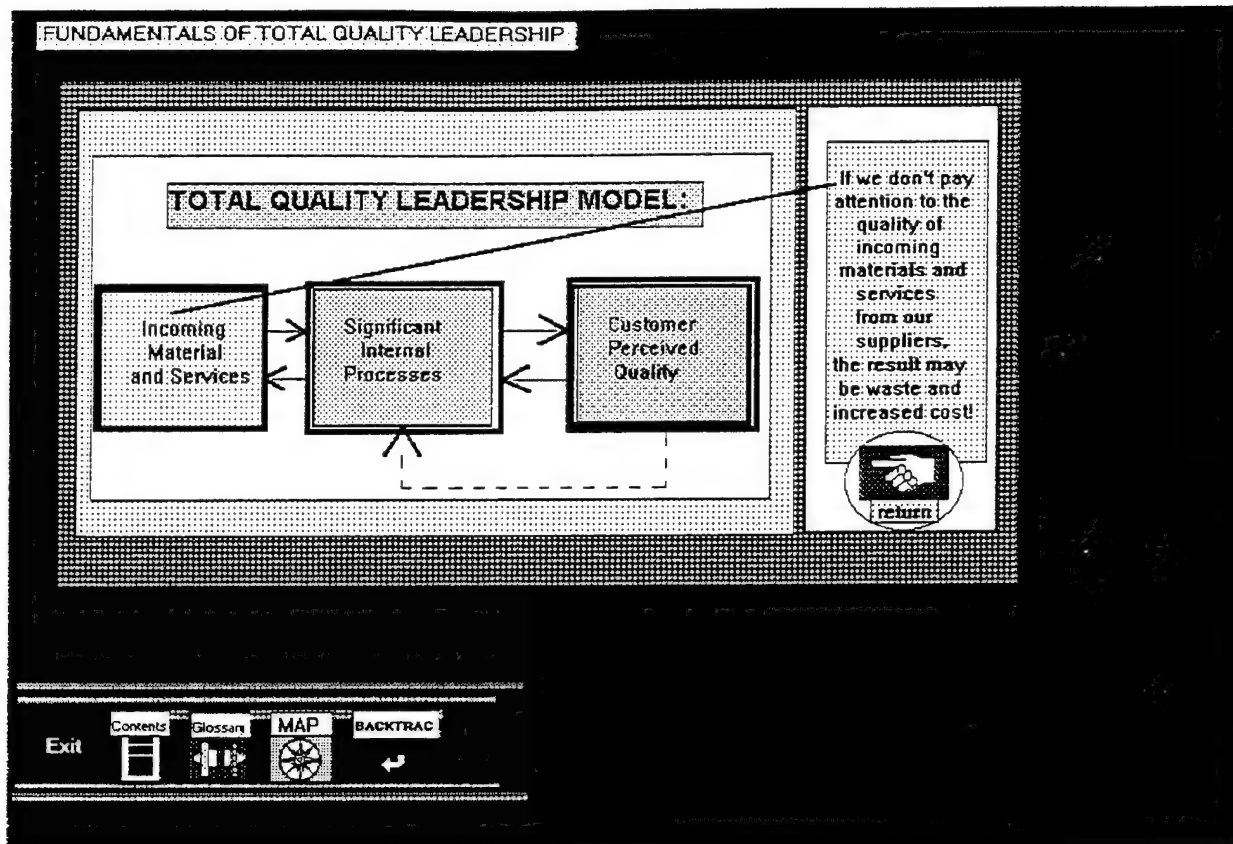 FUNDAMENTALS OF TOTAL QUALITY LEADERSHIP
TOTAL QUALITY LEADERSHIP MODEL:
Incoming
Material
and Services
Significant
Internal
Processes
Customer
Perceived
Quality
If we don't pay
attention to the
quality of
incoming
materials and
services
from our
suppliers,
the result may
be waste and
increased cost!
return
Exit
Contents
Glossary
MAP
BACKTRAC